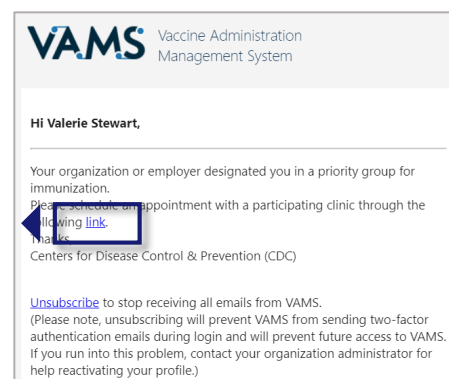 VAMS Vaccine Administration
Management System
Hi Valerie Stewart,
Your organization or employer designated you in a priority group for
immunization.
Please schedule an appointment with a participating clinic through the
following link.
Thanks,
Centers for Disease Control & Prevention (CDC)
Unsubscribe to stop receiving all emails from VAMS.
(Please note, unsubscribing will prevent VAMS from sending two-factor
authentication emails during login and will prevent future access to VAMS.
If you run into this problem, contact your organization administrator for
help reactivating your profile.)